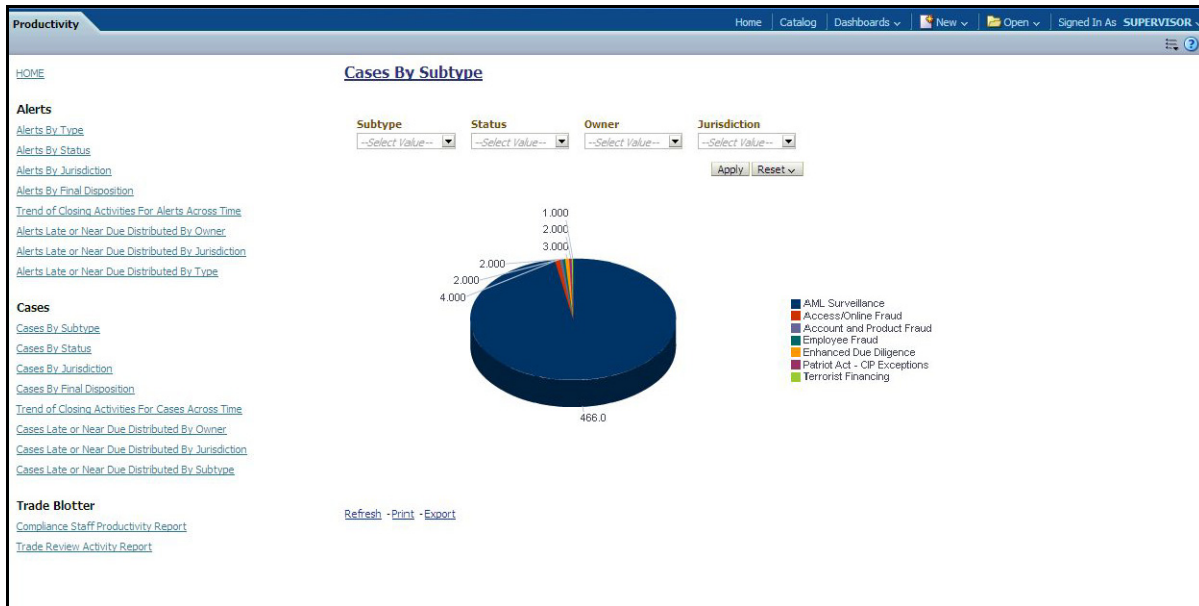 Productivity
Home Catalog Dashboards New Open Signed In As SUPERVISOR
HOME
Alerts
Alerts By Type
Alerts By Status
Alerts By Jurisdiction
Alerts By Final Disposition
Trend of Closing Activities For Alerts Across Time
Alerts Late or Near Due Distributed By Owner
Alerts Late or Near Due Distributed By Jurisdiction
Alerts Late or Near Due Distributed By Type
Cases
Cases By Subtype
Cases By Status
Cases By Jurisdiction
Cases By Final Disposition
Trend of Closing Activities For Cases Across Time
Cases Late or Near Due Distributed By Owner
Cases Late or Near Due Distributed By Jurisdiction
Cases Late or Near Due Distributed By Subtype
Trade Blotter
Compliance Staff Productivity Report
Trade Review Activity Report
Cases By Subtype
Subtype Status Owner Jurisdiction
--Select Value-- --Select Value-- --Select Value-- --Select Value--
Apply Reset
1.000
2.000
3.000
2.000
2.000
4.000
466.0
AML Surveillance
Access/Online Fraud
Account and Product Fraud
Employee Fraud
Enhanced Due Diligence
Patriot Act - CIP Exceptions
Terrorist Financing
Refresh - Print - Export